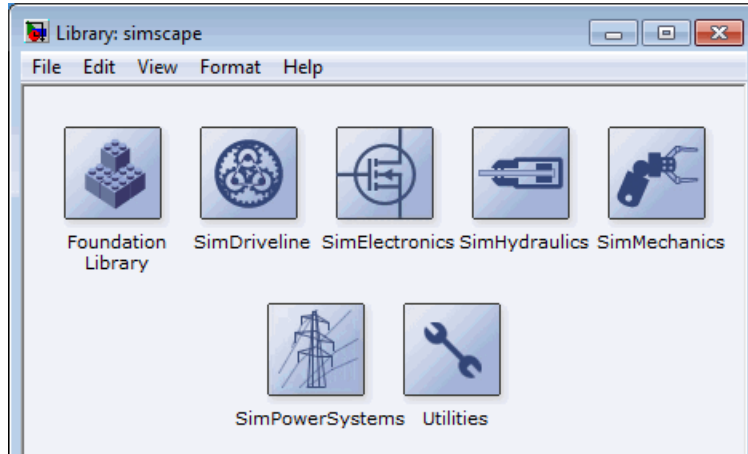 Library: simscape
File Edit View Format Help
Foundation Library
SimDriveline
SimElectronics
SimHydraulics
SimMechanics
SimPowerSystems
Utilities